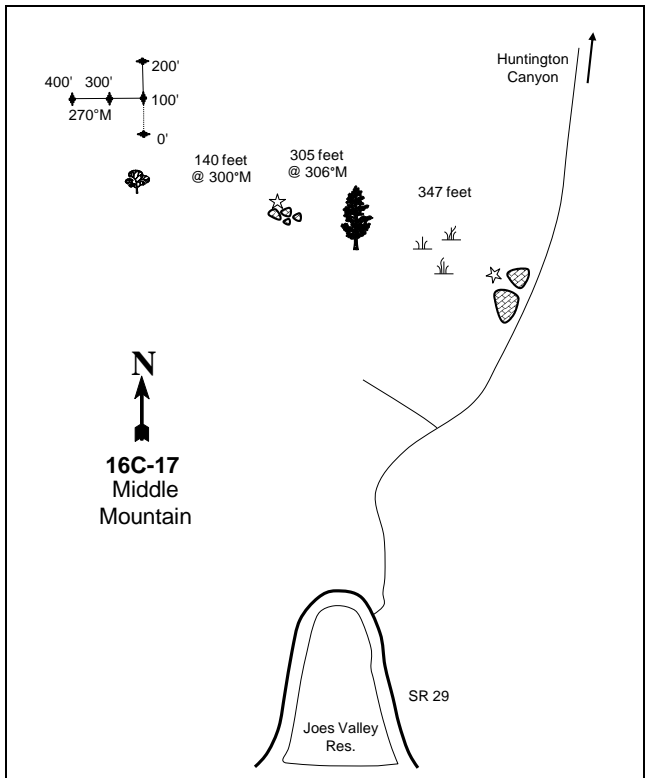 Huntington
Canyon
200'
400' 300'
100'
270°M
0'
140 feet
@ 300°M
305 feet
@ 306°M
347 feet
N
16C-17
Middle
Mountain
SR 29
Joes Valley
Res.